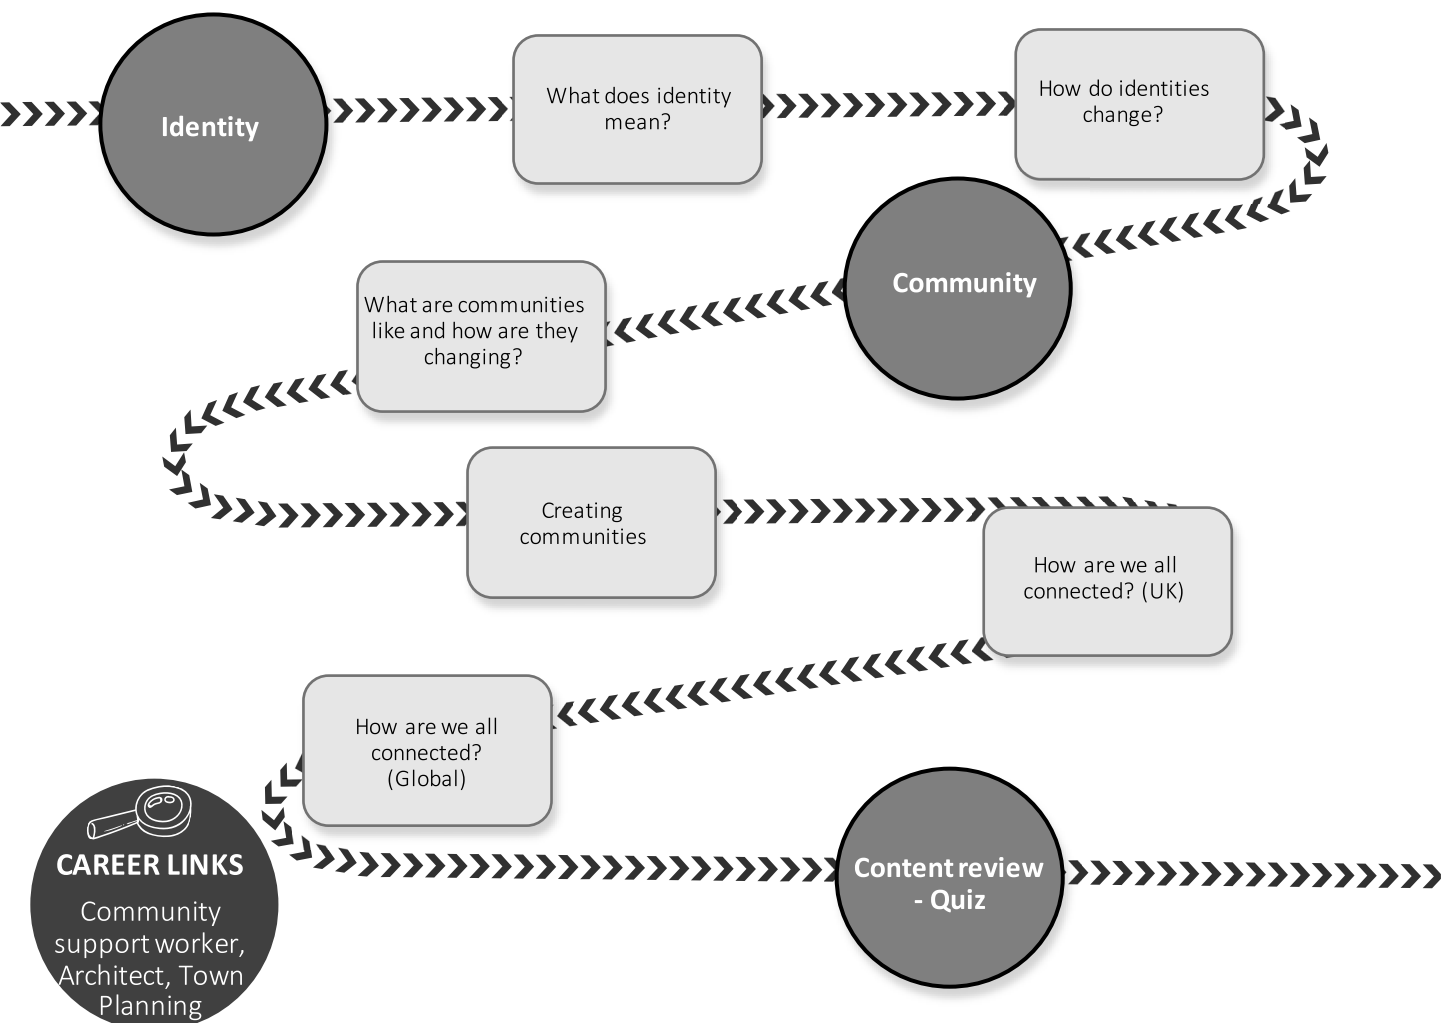 Identity
What does identity
mean?
How do identities
change?
Community
What are communities
like and how are they
changing?
Creating
communities
How are we all
connected? (UK)
How are we all
connected?
(Global)
CAREER LINKS
Community
support worker,
Architect, Town
Planning
Content review
- Quiz